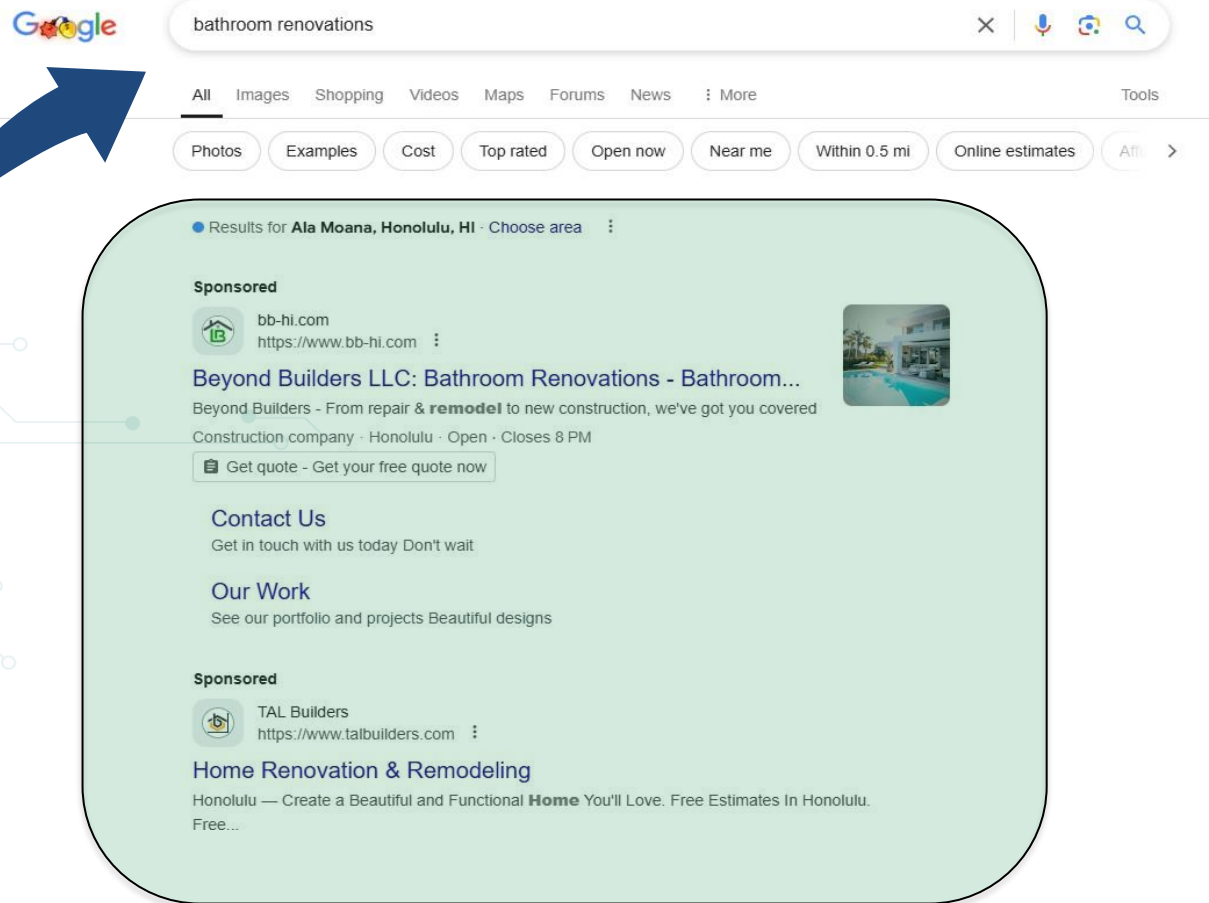 Google
bathroom renovations
All Images Shopping Videos Maps Forums News More Tools
Photos Examples Cost Top rated Open now Near me Within 0.5 mi Online estimates
Results for Ala Moana, Honolulu, HI · Choose area
Sponsored
bb-hi.com
https://www.bb-hi.com
Beyond Builders LLC: Bathroom Renovations - Bathroom...
Beyond Builders - From repair & remodel to new construction, we've got you covered
Construction company · Honolulu · Open · Closes 8 PM
Get quote - Get your free quote now
Contact Us
Get in touch with us today Don't wait
Our Work
See our portfolio and projects Beautiful designs
Sponsored
TAL Builders
https://www.talbuilders.com
Home Renovation & Remodeling
Honolulu — Create a Beautiful and Functional Home You'll Love. Free Estimates In Honolulu.
Free...